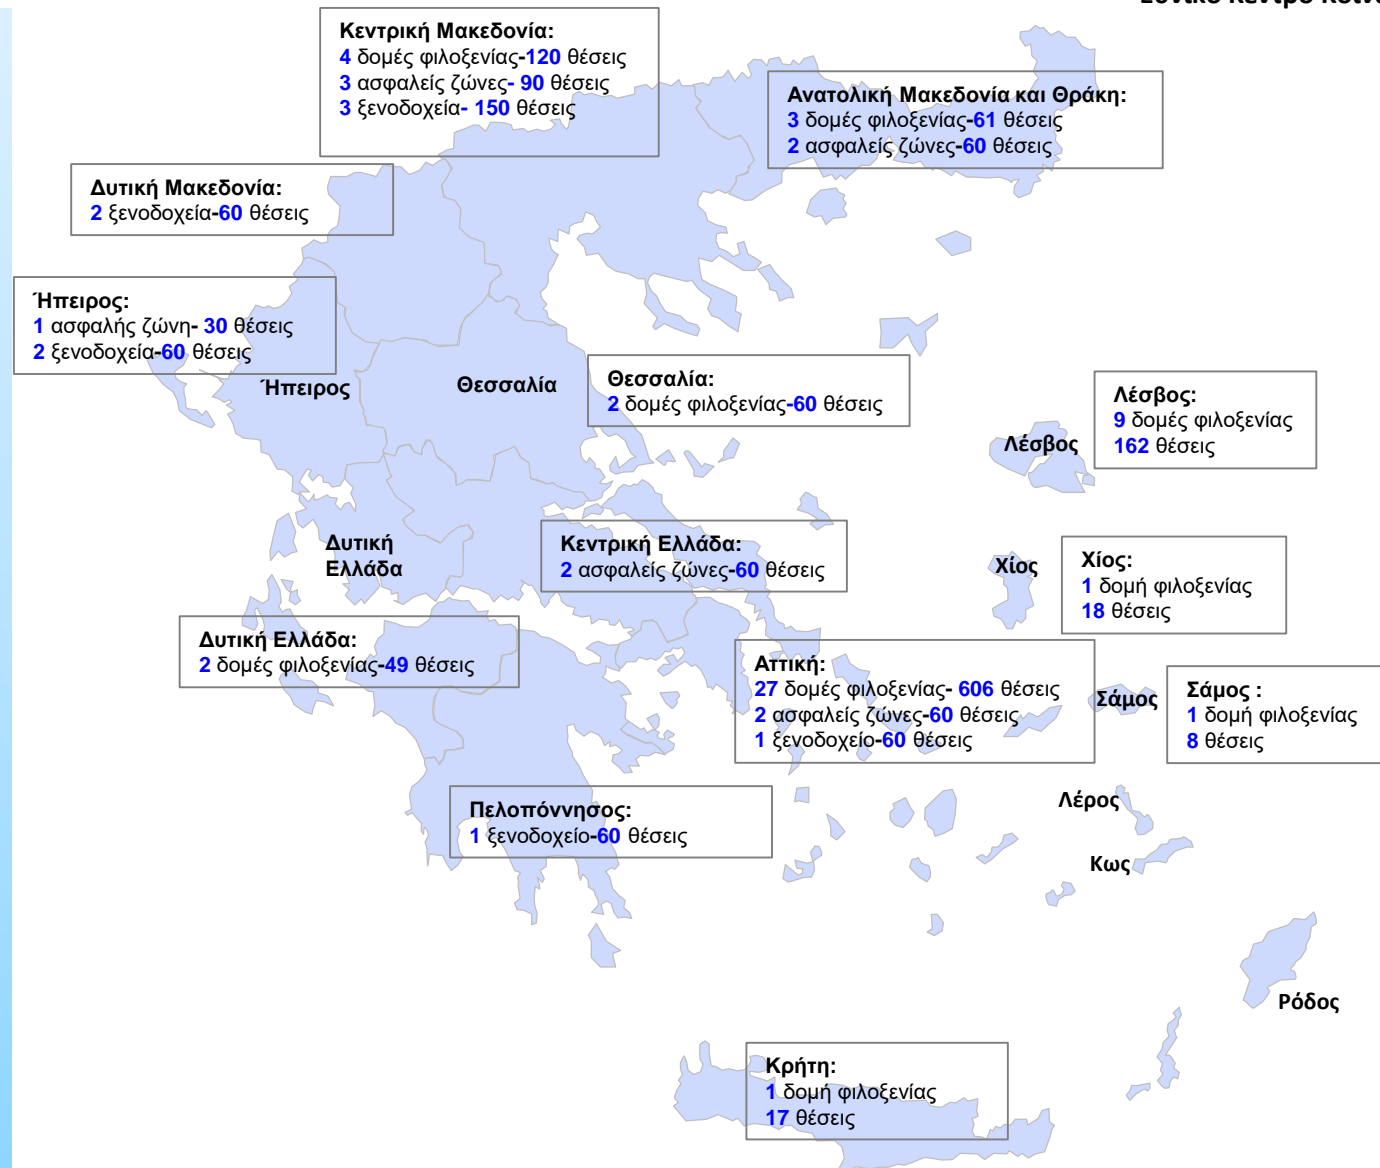 Κεντρική Μακεδονία:
4 δομές φιλοξενίας-120 θέσεις
3 ασφαλείς ζώνες- 90 θέσεις
3 ξενοδοχεία- 150 θέσεις
Ανατολική Μακεδονία και Θράκη:
3 δομές φιλοξενίας-61 θέσεις
2 ασφαλείς ζώνες-60 θέσεις
Δυτική Μακεδονία:
2 ξενοδοχεία-60 θέσεις
Ήπειρος:
1 ασφαλής ζώνη- 30 θέσεις
2 ξενοδοχεία-60 θέσεις
Ήπειρος
Θεσσαλία
Θεσσαλία:
2 δομές φιλοξενίας-60 θέσεις
Λέσβος
Λέσβος:
9 δομές φιλοξενίας
162 θέσεις
Δυτική
Ελλάδα
Κεντρική Ελλάδα:
2 ασφαλείς ζώνες-60 θέσεις
Χίος
Χίος:
1 δομή φιλοξενίας
18 θέσεις
Δυτική Ελλάδα:
2 δομές φιλοξενίας-49 θέσεις
Αττική:
27 δομές φιλοξενίας- 606 θέσεις
2 ασφαλείς ζώνες-60 θέσεις
1 ξενοδοχείο-60 θέσεις
Σάμος
Σάμος :
1 δομή φιλοξενίας
8 θέσεις
Πελοπόννησος:
1 ξενοδοχείο-60 θέσεις
Λέρος
Κως
Ρόδος
Κρήτη:
1 δομή φιλοξενίας
17 θέσεις